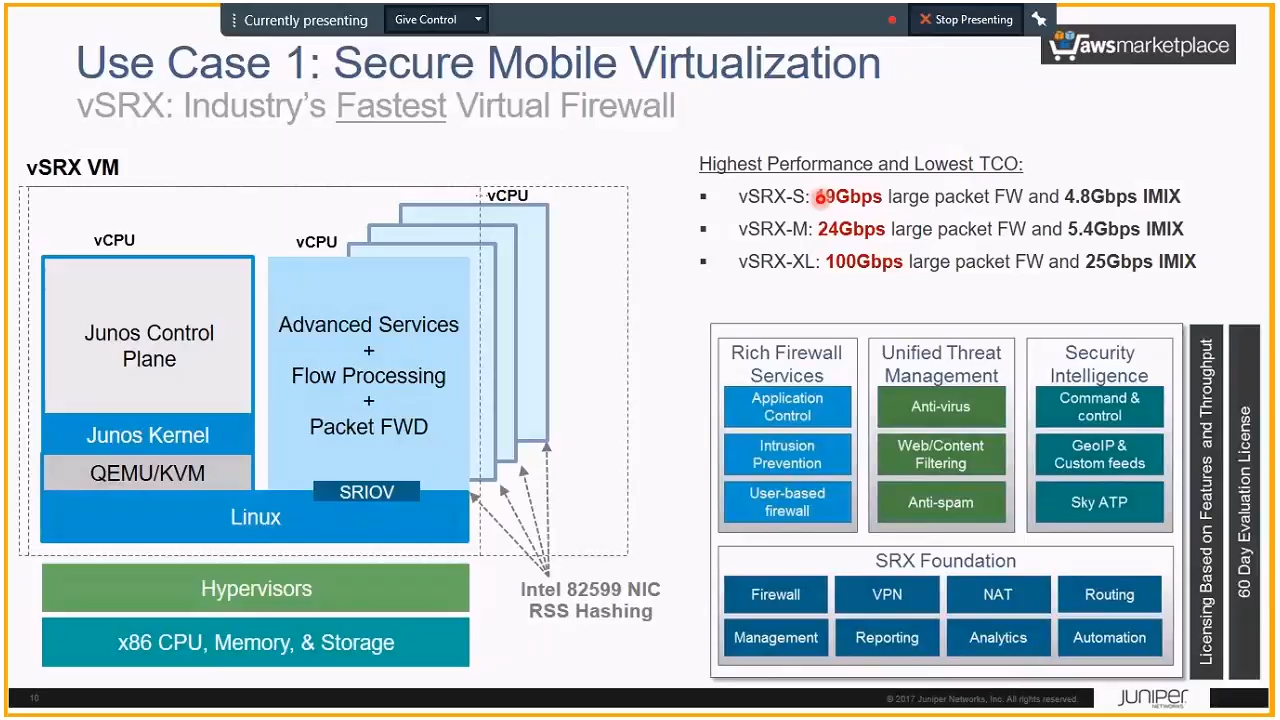 Currently presenting
Give Control
Stop Presenting
awsmarketplace
Use Case 1: Secure Mobile Virtualization
vSRX: Industry's Fastest Virtual Firewall
vSRX VM
vCPU
vCPU
vCPU
Junos Control
Plane
Junos Kernel
QEMU/KVM
Advanced Services
+
Flow Processing
+
Packet FWD
SRIOV
Linux
Hypervisors
x86 CPU, Memory, & Storage
Intel 82599 NIC
RSS Hashing
Highest Performance and Lowest TCO:
▪ vSRX-S: large packet FW and 4.8Gbps IMIX
▪ vSRX-M: 24Gbps large packet FW and 5.4Gbps IMIX
▪ vSRX-XL: 100Gbps large packet FW and 25Gbps IMIX
Rich Firewall
Services
Application
Control
Intrusion
Prevention
User-based
firewall
Unified Threat
Management
Anti-virus
Web/Content
Filtering
Anti-spam
Security
Intelligence
Command &
control
GeoIP &
Custom feeds
Sky ATP
SRX Foundation
Firewall
VPN
NAT
Routing
Management
Reporting
Analytics
Automation
Licensing Based on Features and Throughput
60 Day Evaluation License
10
© 2017 Juniper Networks, Inc. All rights reserved.
JUNIPER
NETWORKS